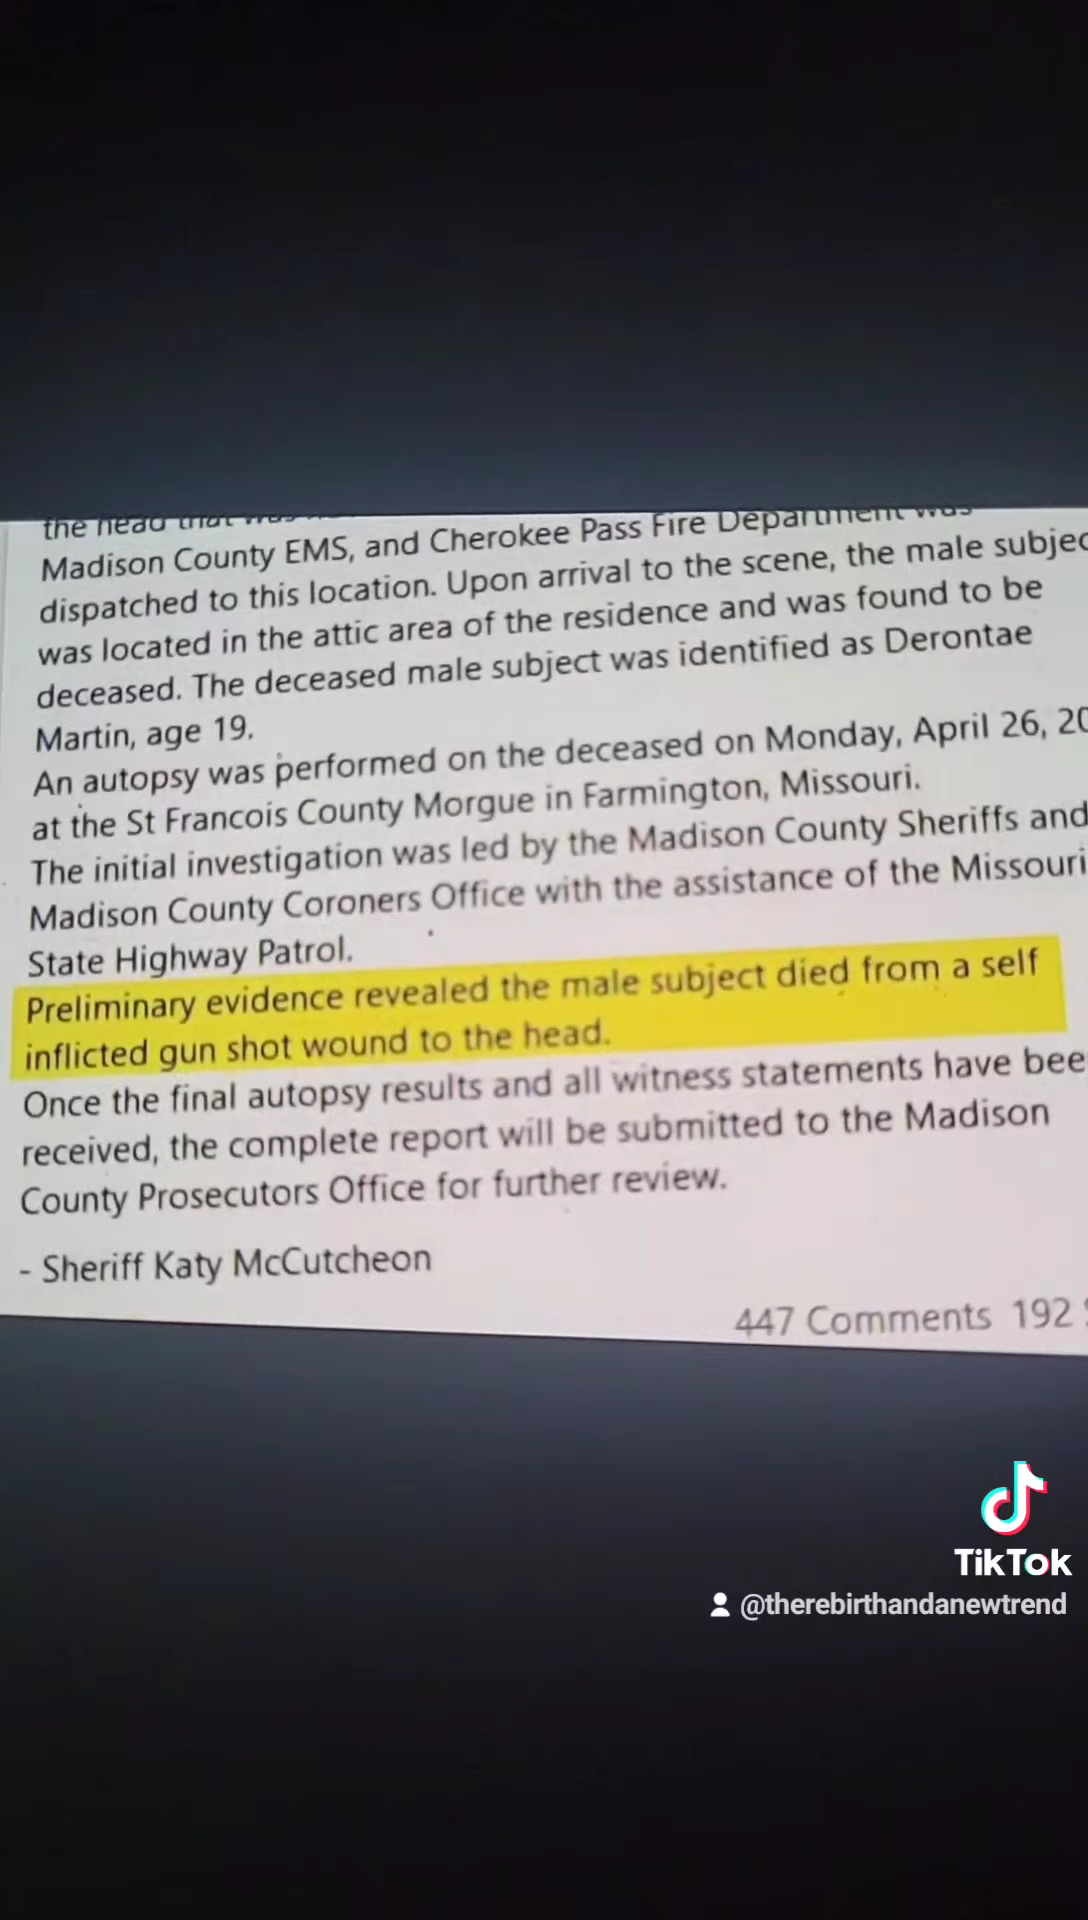 the head that was
Madison County EMS, and Cherokee Pass Fire Department was
dispatched to this location. Upon arrival to the scene, the male subjec
was located in the attic area of the residence and was found to be
deceased. The deceased male subject was identified as Derontae
Martin, age 19.
An autopsy was performed on the deceased on Monday, April 26, 20
at the St Francois County Morgue in Farmington, Missouri.
The initial investigation was led by the Madison County Sheriffs and
Madison County Coroners Office with the assistance of the Missouri
State Highway Patrol.
Preliminary evidence revealed the male subject died from a self
inflicted gun shot wound to the head.
Once the final autopsy results and all witness statements have bee
received, the complete report will be submitted to the Madison
County Prosecutors Office for further review.
- Sheriff Katy McCutcheon
447 Comments 192
TikTok
@therebirthandanewtrend